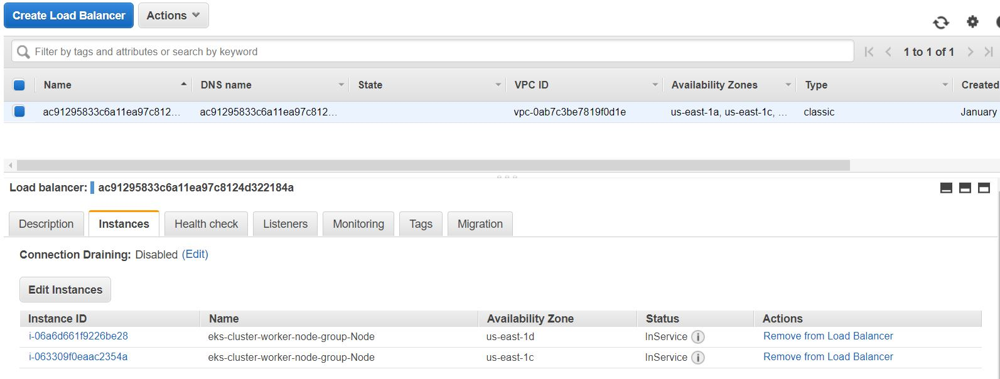 Create Load Balancer Actions
Filter by tags and attributes or search by keyword 1 to 1 of 1
Name DNS name State VPC ID Availability Zones Type Created
ac91295833c6a11ea97c812... ac91295833c6a11ea97c812... vpc-0ab7c3be7819f0d1e us-east-1a, us-east-1c, ... classic January
Load balancer: ac91295833c6a11ea97c8124d322184a
Description Instances Health check Listeners Monitoring Tags Migration
Connection Draining: Disabled (Edit)
Edit Instances
Instance ID Name Availability Zone Status Actions
i-06a6d661f9226be28 eks-cluster-worker-node-group-Node us-east-1d InService Remove from Load Balancer
i-063309f0eaac2354a eks-cluster-worker-node-group-Node us-east-1c InService Remove from Load Balancer